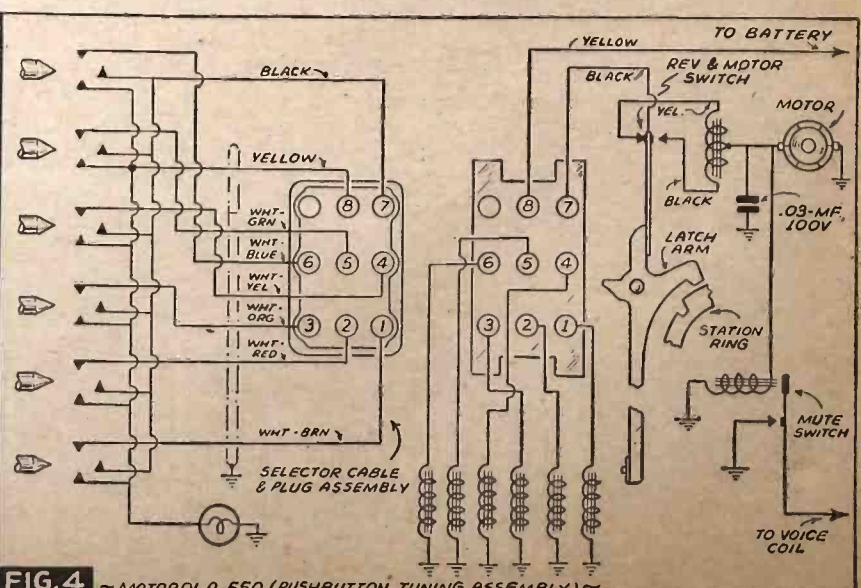 TO BATTERY
YELLOW
REV & MOTOR
SWITCH
BLACK
BLACK
YEL.
MOTOR
YELLOW
BLACK
.03-MF.
100V
WHT-
GRN
8
7
8
7
LATCH
ARM
WHT-
BLUE
6
5
4
6
5
4
WHT-
YEL
WHT-
ORG
3
2
1
3
2
1
STATION
RING
WHT-
RED
MUTE
SWITCH
WHT-BRN
SELECTOR CABLE
& PLUG ASSEMBLY
TO VOICE
COIL
FIG.4 ~MOTOROLA 550 (PUSHBUTTON TUNING ASSEMBLY)~